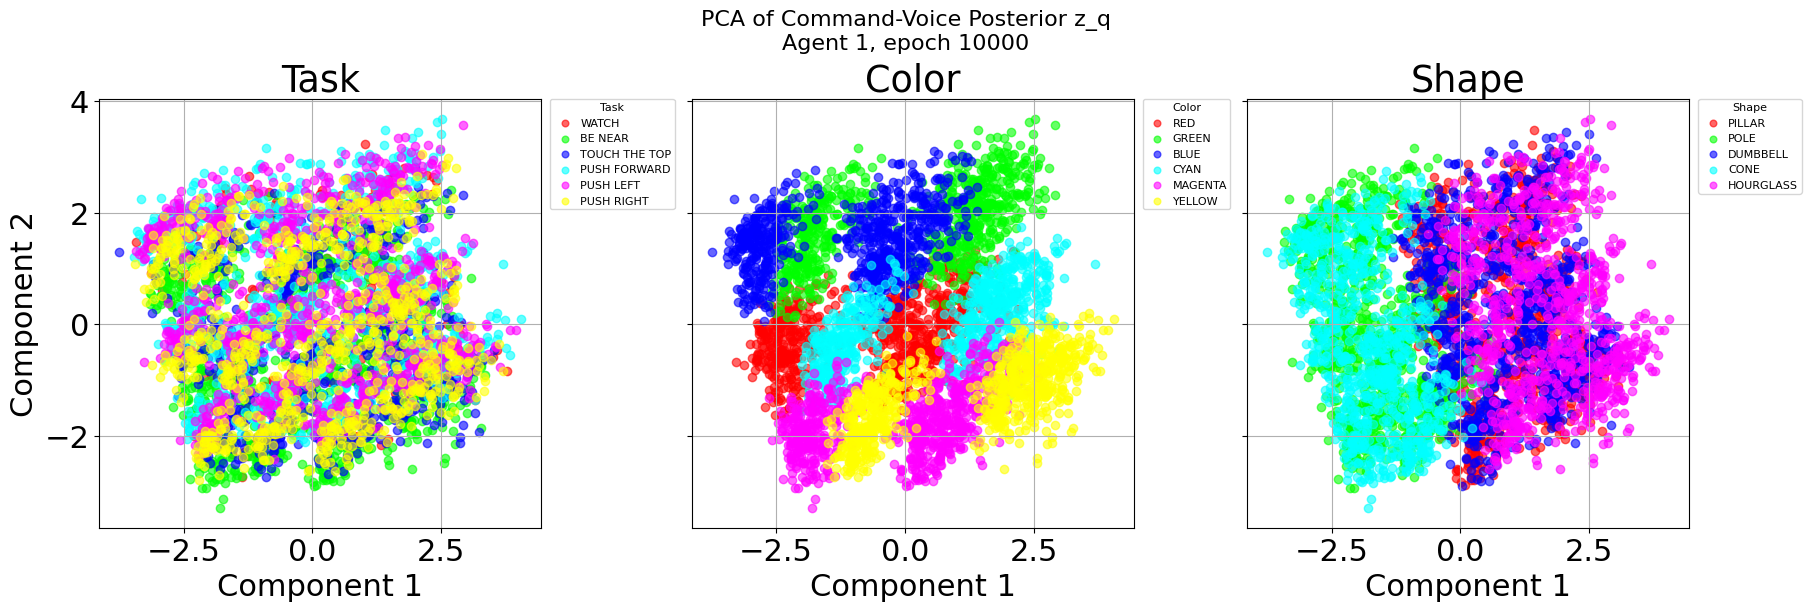 PCA of Command-Voice Posterior z_q
Agent 1, epoch 10000
Task
Color
Shape
Task
WATCH
BE NEAR
TOUCH THE TOP
PUSH FORWARD
PUSH LEFT
PUSH RIGHT
Color
RED
GREEN
BLUE
CYAN
MAGENTA
YELLOW
Shape
PILLAR
POLE
DUMBBELL
CONE
HOURGLASS
4
2
0
−2
Component 2
−2.5 0.0 2.5
−2.5 0.0 2.5
−2.5 0.0 2.5
Component 1
Component 1
Component 1